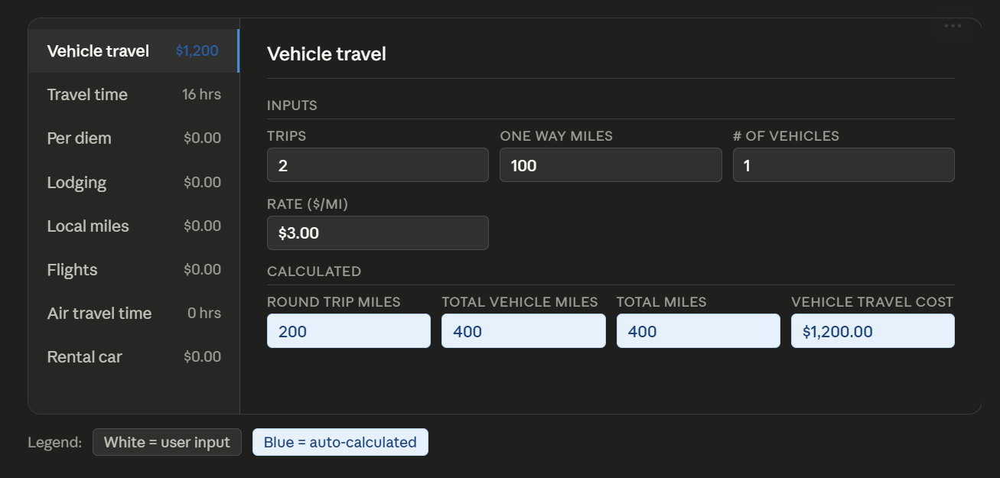 Vehicle travel $1,200
Travel time 16 hrs
Per diem $0.00
Lodging $0.00
Local miles $0.00
Flights $0.00
Air travel time 0 hrs
Rental car $0.00
Vehicle travel
INPUTS
TRIPS ONE WAY MILES # OF VEHICLES
2 100 1
RATE ($/MI)
$3.00
CALCULATED
ROUND TRIP MILES TOTAL VEHICLE MILES TOTAL MILES VEHICLE TRAVEL COST
200 400 400 $1,200.00
Legend: White = user input Blue = auto-calculated